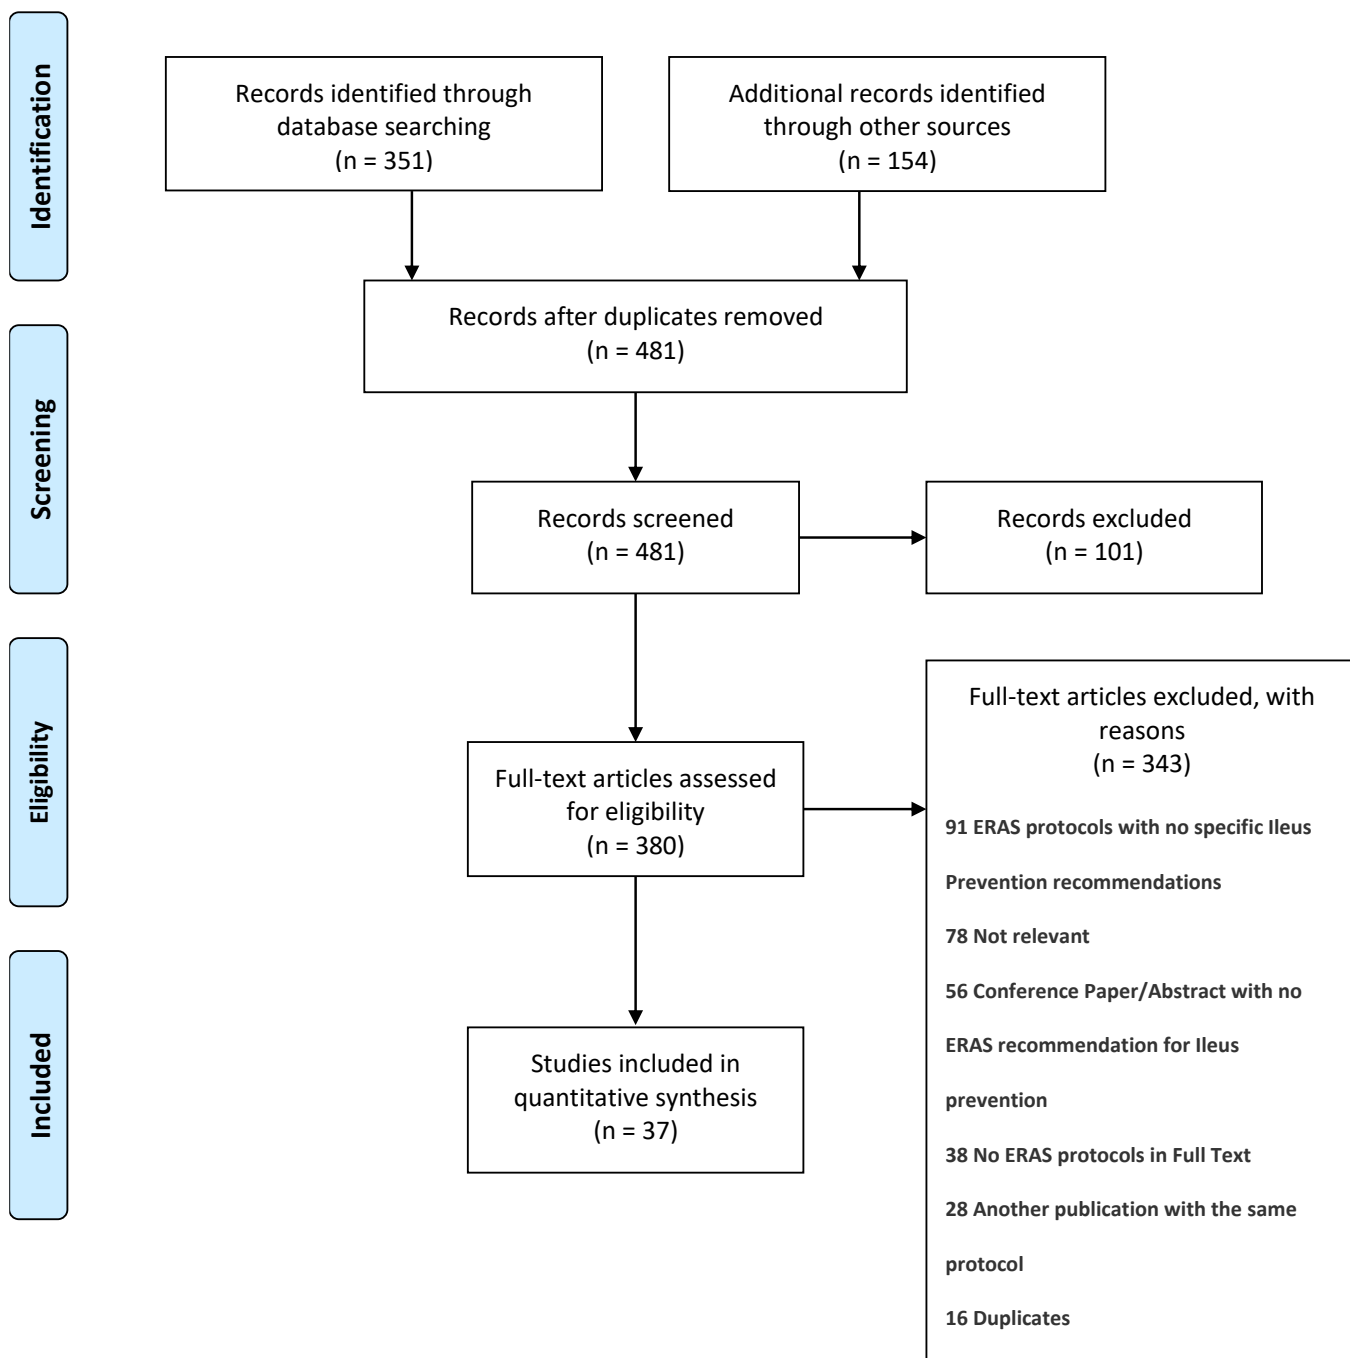 Identification
Records identified through
database searching
(n = 351)
Additional records identified
through other sources
(n = 154)
Records after duplicates removed
(n = 481)
Screening
Records screened
(n = 481)
Records excluded
(n = 101)
Eligibility
Full-text articles assessed
for eligibility
(n = 380)
Full-text articles excluded, with
reasons
(n = 343)
91 ERAS protocols with no specific Ileus
Prevention recommendations
78 Not relevant
56 Conference Paper/Abstract with no
ERAS recommendation for Ileus
prevention
38 No ERAS protocols in Full Text
28 Another publication with the same
protocol
16 Duplicates
Included
Studies included in
quantitative synthesis
(n = 37)